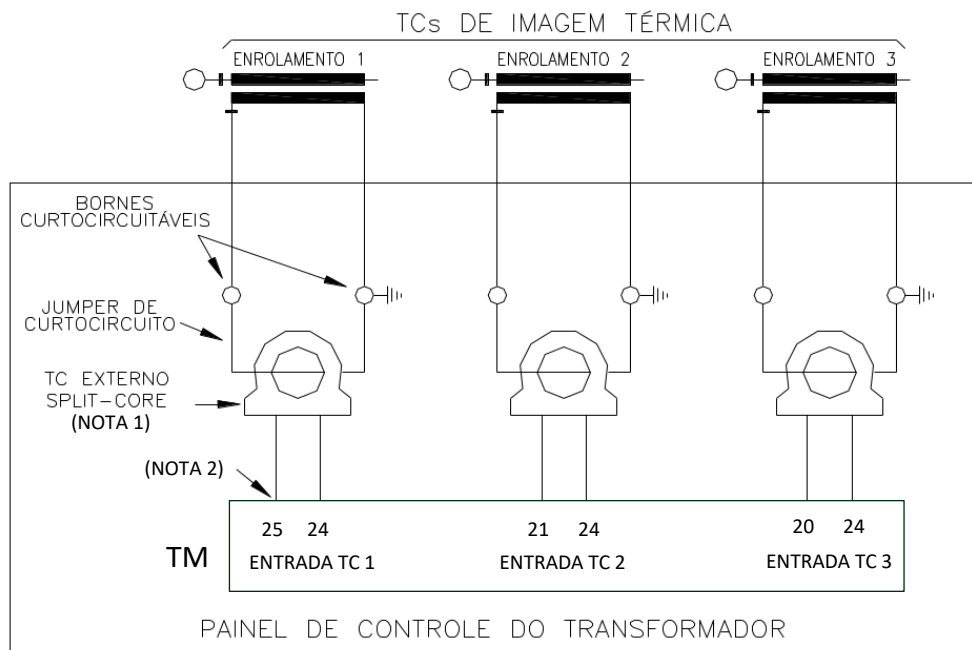 TCs DE IMAGEM TÉRMICA
ENROLAMENTO 1
ENROLAMENTO 2
ENROLAMENTO 3
BORNES
CURTOCIRCUITÁVEIS
JUMPER DE
CURTOCIRCUITO
TC EXTERNO
SPLIT-CORE
(NOTA 1)
(NOTA 2)
25 24
21 24
20 24
TM
ENTRADA TC 1
ENTRADA TC 2
ENTRADA TC 3
PAINEL DE CONTROLE DO TRANSFORMADOR